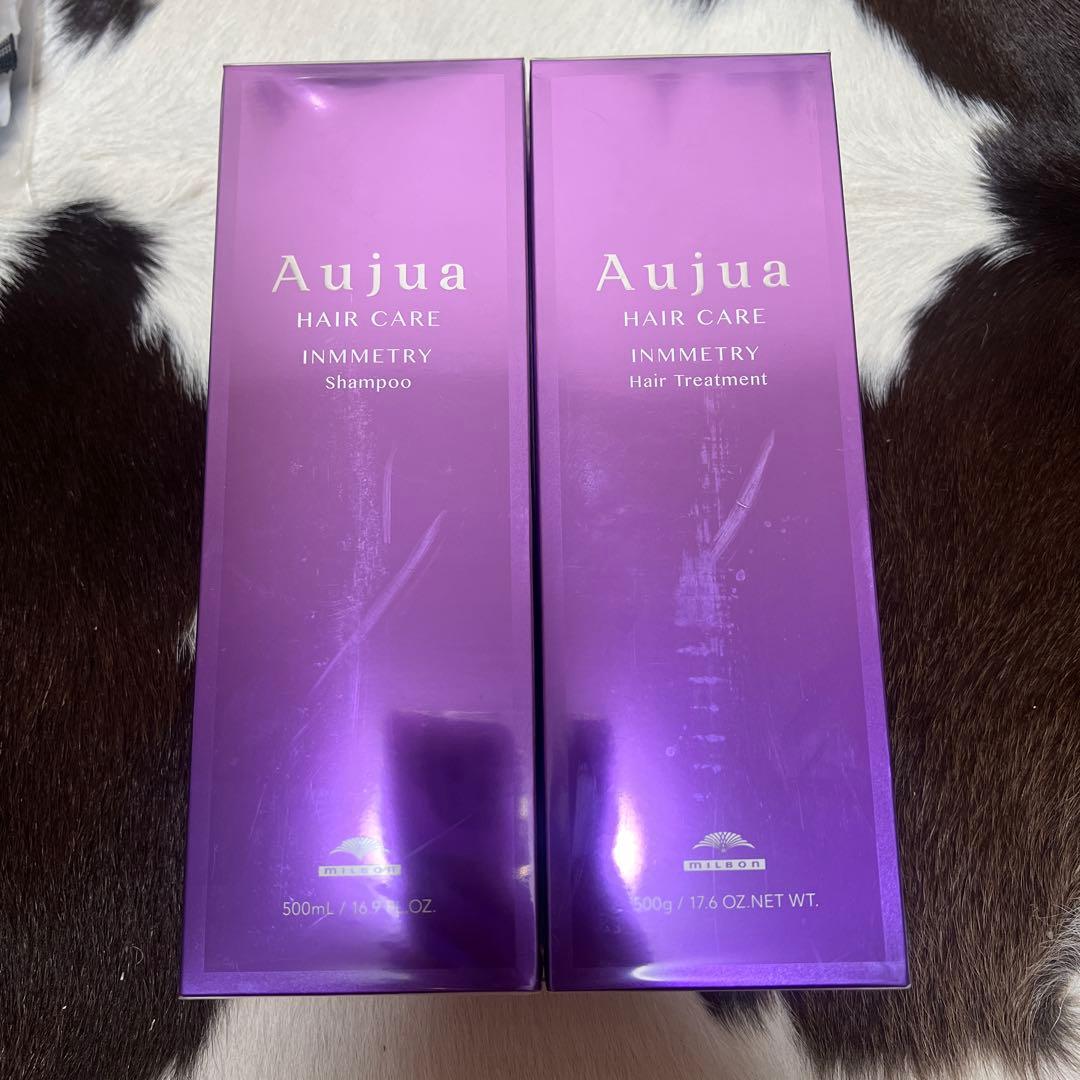 Aujua
HAIR CARE
INMMETRY
Shampoo
MILBON
500mL / 16.9 FL.OZ.
Aujua
HAIR CARE
INMMETRY
Hair Treatment
MILBON
500g / 17.6 OZ.NET WT.